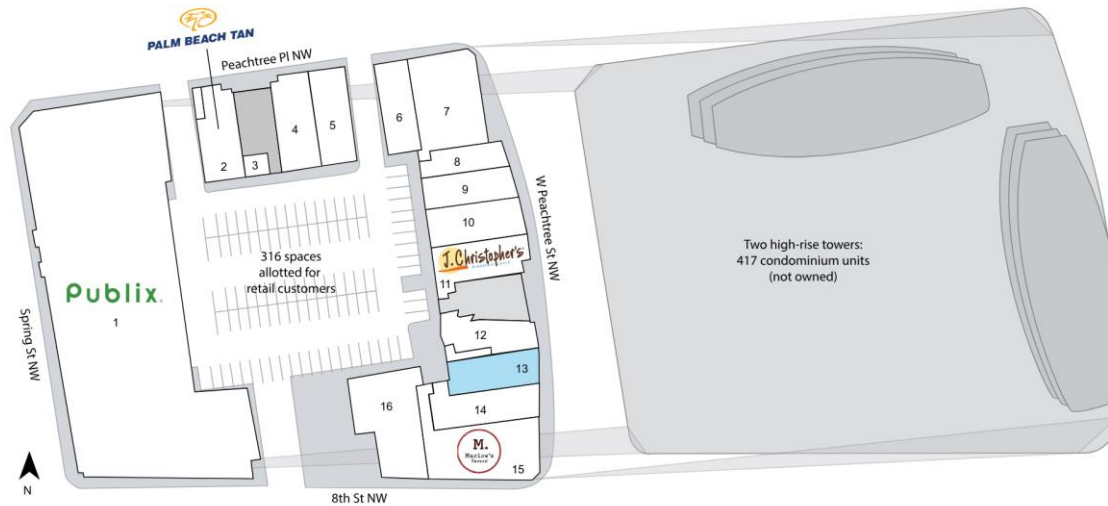 PALM BEACH TAN
Peachtree Pl NW
2
3
4
5
6
7
8
9
10
J.Christopher's
11
12
13
14
15
16
M.
Marlow's
Tavern
316 spaces
allotted for
retail customers
Publix.
1
Spring St NW
W Peachtree St NW
8th St NW
N
Two high-rise towers:
417 condominium units
(not owned)